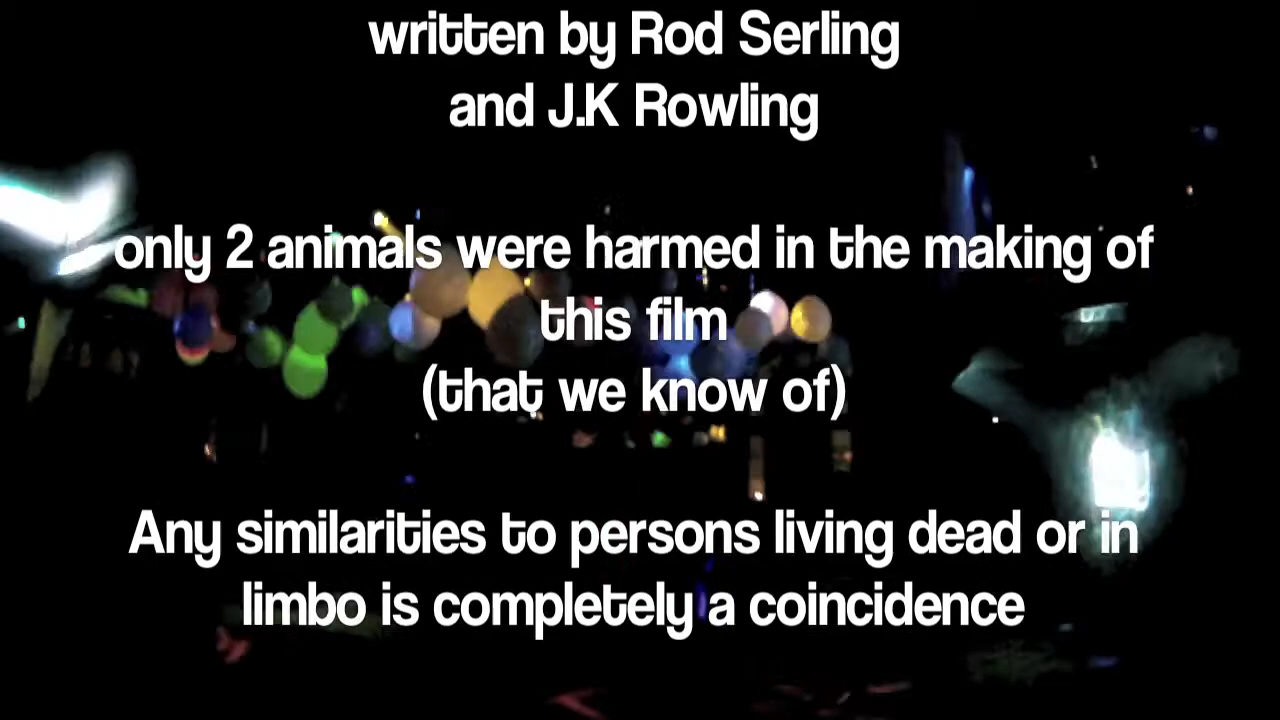 written by Rod Serling
and J.K Rowling
only 2 animals were harmed in the making of
this film
(that we know of)
Any similarities to persons living dead or in
limbo is completely a coincidence